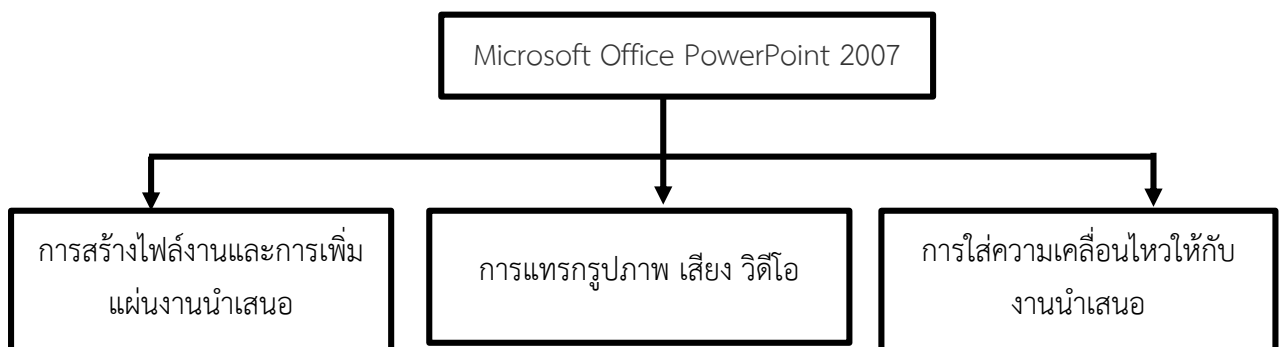 Microsoft Office PowerPoint 2007
การสร้างไฟล์งานและการเพิ่ม
แผ่นงานนำเสนอ
การแทรกรูปภาพ เสียง วิดีโอ
การใส่ความเคลื่อนไหวให้กับ
งานนำเสนอ